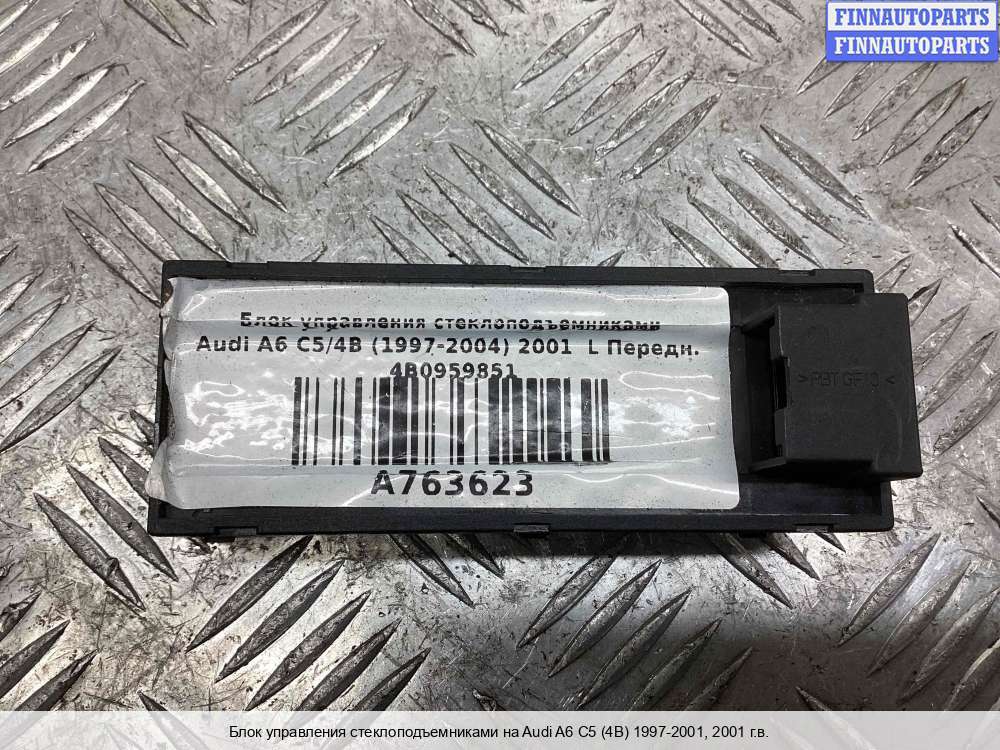 FINNAUTOPARTS
FINNAUTOPARTS
Блок управления стеклоподъемниками
Audi A6 C5/4B (1997-2004) 2001 L Передн.
4B0959851
A763623
>PBT GF10<
Блок управления стеклоподъемниками на Audi A6 C5 (4B) 1997-2001, 2001 г.в.